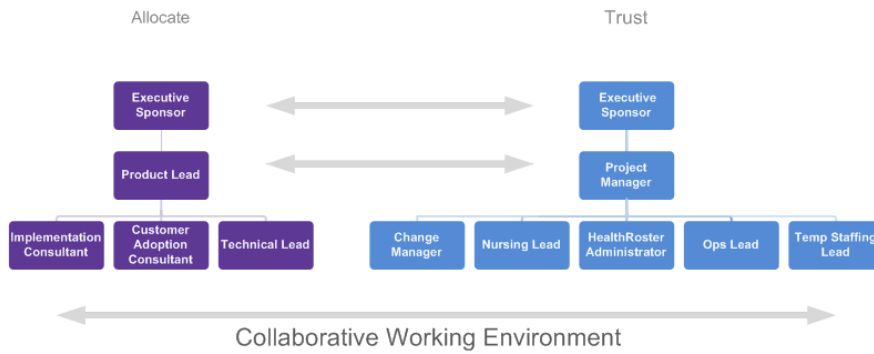 Allocate
Trust
Executive
Sponsor
Executive
Sponsor
Product Lead
Project
Manager
Implementation
Consultant
Customer
Adoption
Consultant
Technical Lead
Change
Manager
Nursing Lead
HealthRoster
Administrator
Ops Lead
Temp Staffing
Lead
Collaborative Working Environment